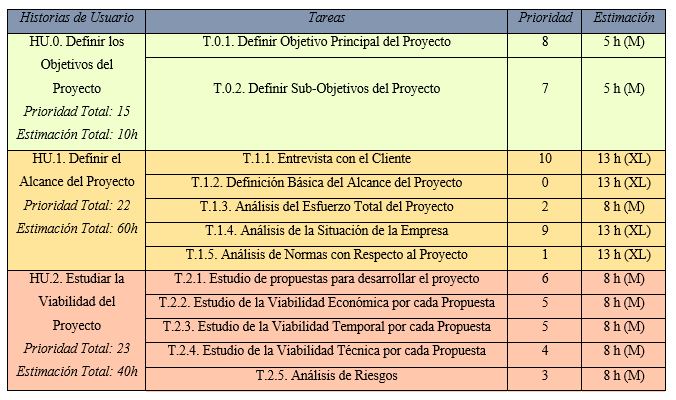 Historias de Usuario Tareas Prioridad Estimación
HU.0. Definir los
Objetivos del
Proyecto
Prioridad Total: 15
Estimación Total: 10h
T.0.1. Definir Objetivo Principal del Proyecto 8 5 h (M)
T.0.2. Definir Sub-Objetivos del Proyecto 7 5 h (M)
HU.1. Definir el
Alcance del Proyecto
Prioridad Total: 22
Estimación Total: 60h
T.1.1. Entrevista con el Cliente 10 13 h (XL)
T.1.2. Definición Básica del Alcance del Proyecto 0 13 h (XL)
T.1.3. Análisis del Esfuerzo Total del Proyecto 2 8 h (M)
T.1.4. Análisis de la Situación de la Empresa 9 13 h (XL)
T.1.5. Análisis de Normas con Respecto al Proyecto 1 13 h (XL)
HU.2. Estudiar la
Viabilidad del
Proyecto
Prioridad Total: 23
Estimación Total: 40h
T.2.1. Estudio de propuestas para desarrollar el proyecto 6 8 h (M)
T.2.2. Estudio de la Viabilidad Económica por cada Propuesta 5 8 h (M)
T.2.3. Estudio de la Viabilidad Temporal por cada Propuesta 5 8 h (M)
T.2.4. Estudio de la Viabilidad Técnica por cada Propuesta 4 8 h (M)
T.2.5. Análisis de Riesgos 3 8 h (M)